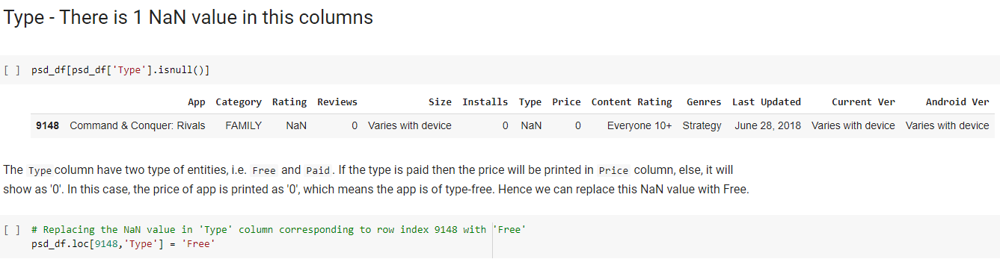 Type - There is 1 NaN value in this columns
[ ] psd_df[psd_df['Type'].isnull()]
App Category Rating Reviews Size Installs Type Price Content Rating Genres Last Updated Current Ver Android Ver
9148 Command & Conquer: Rivals FAMILY NaN 0 Varies with device 0 NaN 0 Everyone 10+ Strategy June 28, 2018 Varies with device Varies with device
The Type column have two type of entities, i.e. Free and Paid. If the type is paid then the price will be printed in Price column, else, it will
show as '0'. In this case, the price of app is printed as '0', which means the app is of type-free. Hence we can replace this NaN value with Free.
[ ] # Replacing the NaN value in 'Type' column corresponding to row index 9148 with 'Free'
psd_df.loc[9148,'Type'] = 'Free'